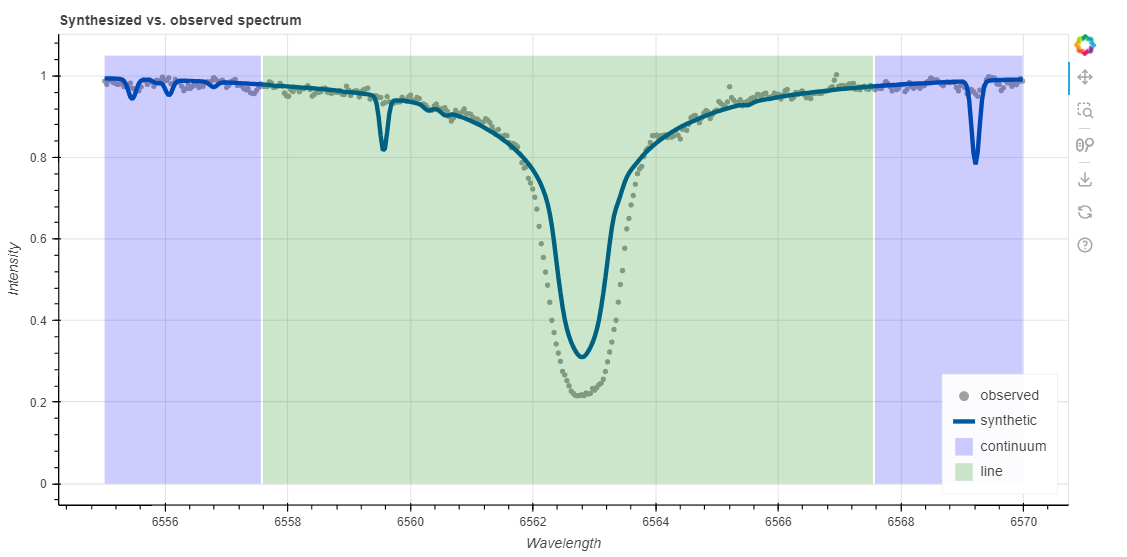 Synthesized vs. observed spectrum
1
0.8
0.6
0.4
0.2
0
Intensity
observed
synthetic
continuum
line
6556
6558
6560
6562
6564
6566
6568
6570
Wavelength